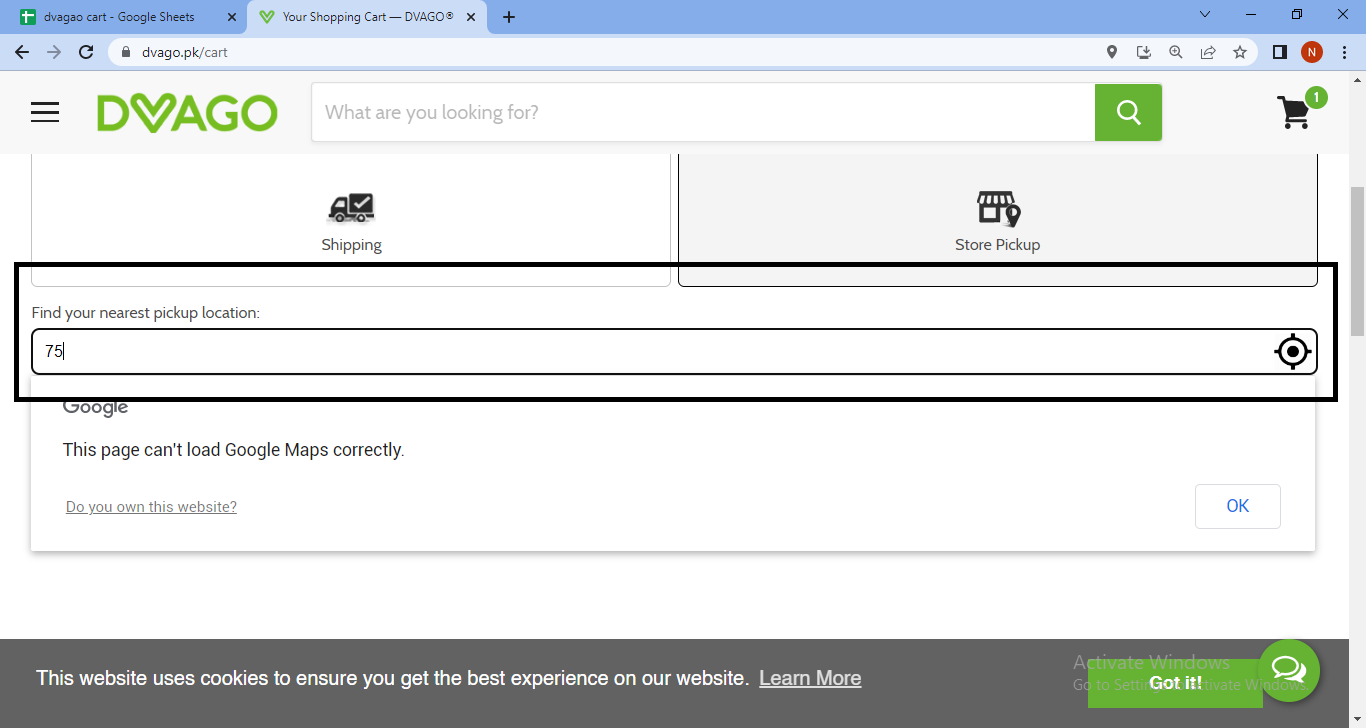 dvagao cart - Google Sheets
Your Shopping Cart — DVAGO®
dvago.pk/cart
N
DVAGO
What are you looking for?
1
Shipping
Store Pickup
Find your nearest pickup location:
75
Google
This page can't load Google Maps correctly.
Do you own this website?
OK
This website uses cookies to ensure you get the best experience on our website. Learn More
Got it!
Activate Windows
Go to Settings to activate Windows.